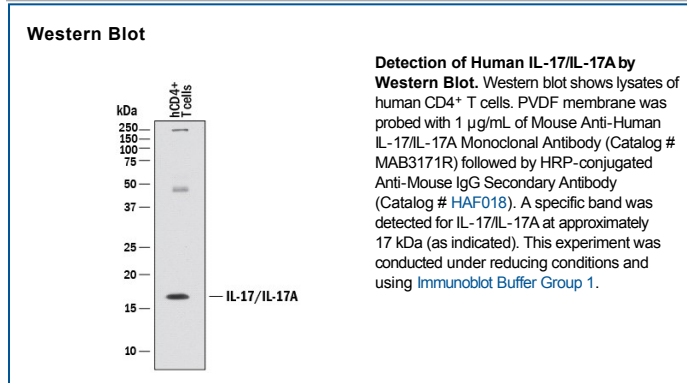 Western Blot
hCD4+
T cells
kDa
250
150
100
75
50
37
25
20
15
10
IL-17/IL-17A
Detection of Human IL-17/IL-17A by
Western Blot. Western blot shows lysates of
human CD4⁺ T cells. PVDF membrane was
probed with 1 µg/mL of Mouse Anti-Human
IL-17/IL-17A Monoclonal Antibody (Catalog #
MAB3171R) followed by HRP-conjugated
Anti-Mouse IgG Secondary Antibody
(Catalog # HAF018). A specific band was
detected for IL-17/IL-17A at approximately
17 kDa (as indicated). This experiment was
conducted under reducing conditions and
using Immunoblot Buffer Group 1.